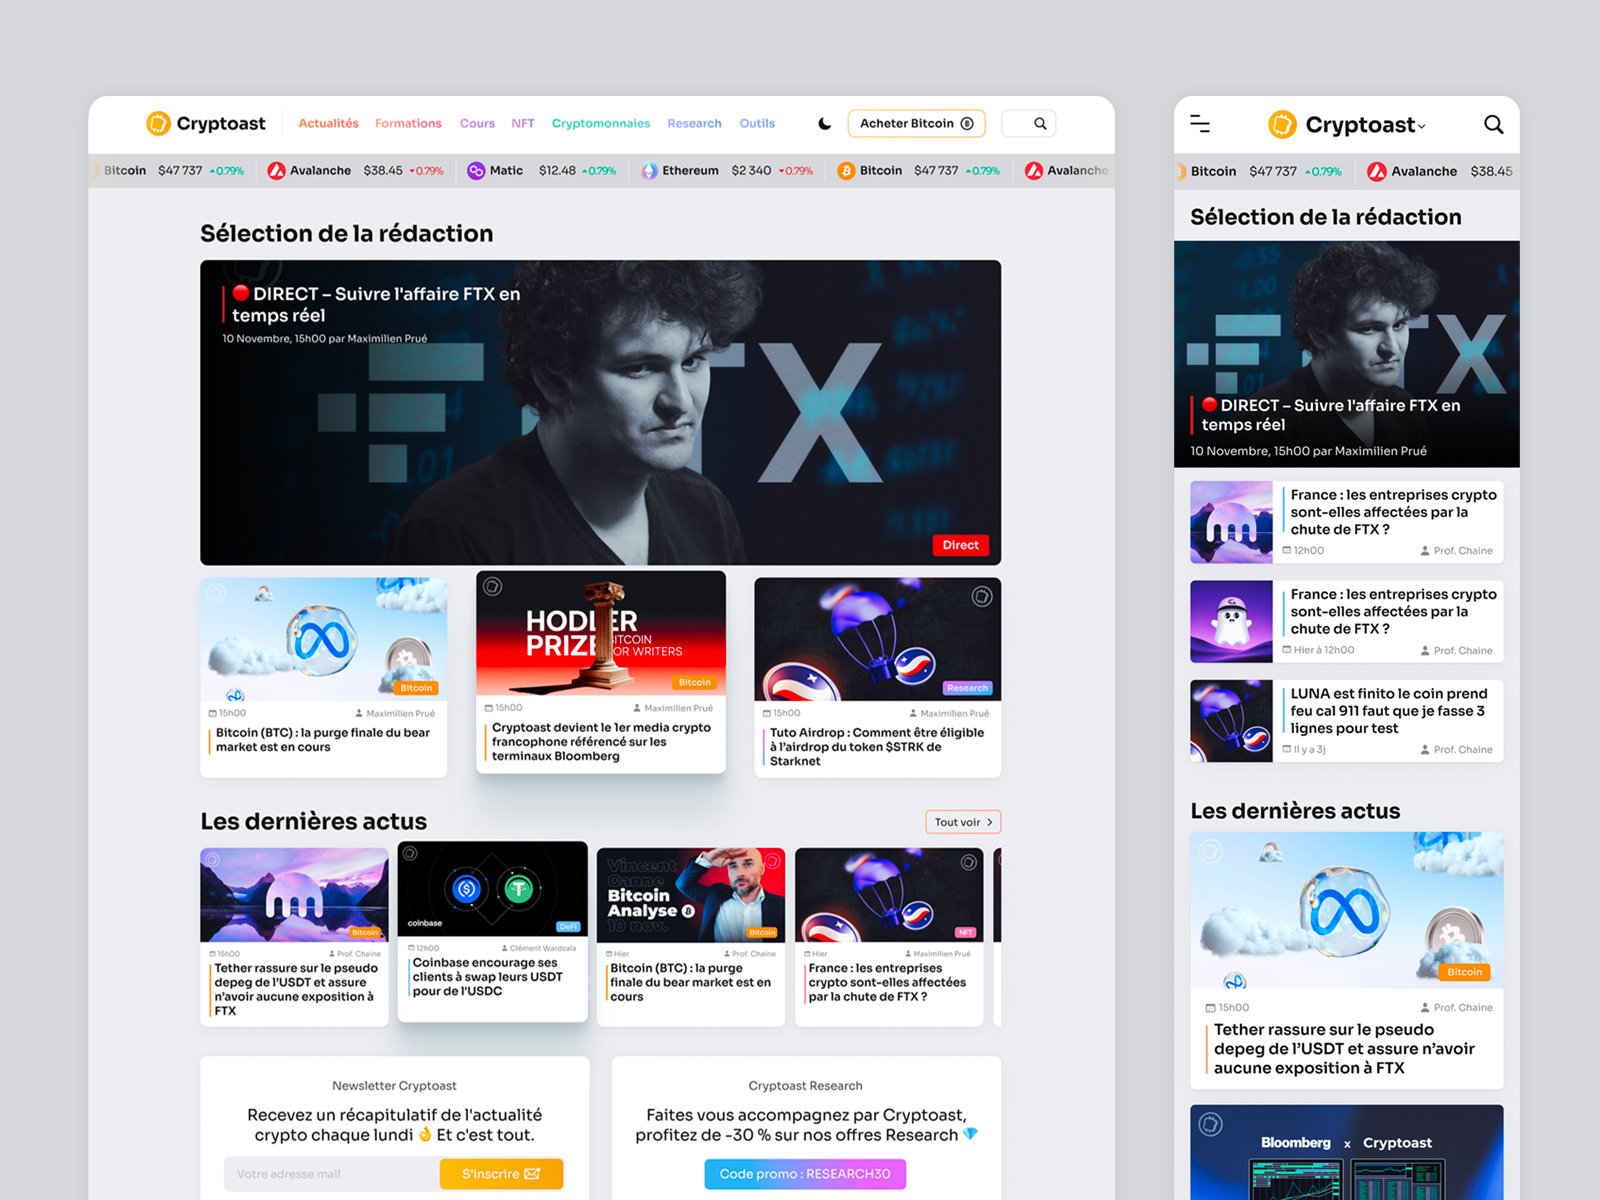 Cryptoast
Actualités
Formations
Cours
NFT
Cryptomonnaies
Research
Outils
Acheter Bitcoin
Bitcoin $47 737 0.79%
Avalanche $38.45 0.79%
Matic $12.48 0.79%
Ethereum $2 340 0.79%
Bitcoin $47 737 0.79%
Avalanche
Sélection de la rédaction
DIRECT – Suivre l'affaire FTX en
temps réel
10 Novembre, 15h00 par Maximilien Prué
Direct
Bitcoin
15h00 Maximilien Prué
Bitcoin (BTC) : la purge finale du bear
market est en cours
HODLER
PRIZE
BITCOIN
FOR WRITERS
Bitcoin
15h00 Maximilien Prué
Cryptoast devient le 1er media crypto
francophone référencé sur les
terminaux Bloomberg
Research
15h00 Maximilien Prué
Tuto Airdrop : Comment être éligible
à l'airdrop du token $STRK de
Starknet
Les dernières actus
Tout voir
Bitcoin
15h00 Prof. Chaine
Tether rassure sur le pseudo
depeg de l'USDT et assure
n'avoir aucune exposition à
FTX
coinbase
DeFi
12h00 Clément Wardzala
Coinbase encourage ses
clients à swap leurs USDT
pour de l'USDC
Vincent
Ganne
Bitcoin
Analyse
10 nov.
Bitcoin
Hier Prof. Chaine
Bitcoin (BTC) : la purge
finale du bear market est en
cours
NFT
Hier Maximilien Prué
France : les entreprises
crypto sont-elles affectées
par la chute de FTX ?
Newsletter Cryptoast
Recevez un récapitulatif de l'actualité
crypto chaque lundi 👌 Et c'est tout.
Votre adresse mail
S'inscrire
Cryptoast Research
Faites vous accompagnez par Cryptoast,
profitez de -30 % sur nos offres Research 💎
Code promo : RESEARCH30
Cryptoast
Bitcoin $47 737 0.79%
Avalanche $38.45
Sélection de la rédaction
DIRECT – Suivre l'affaire FTX en
temps réel
10 Novembre, 15h00 par Maximilien Prué
France : les entreprises crypto
sont-elles affectées par la
chute de FTX ?
12h00 Prof. Chaine
France : les entreprises crypto
sont-elles affectées par la
chute de FTX ?
Hier à 12h00 Prof. Chaine
LUNA est finito le coin prend
feu cal 911 faut que je fasse 3
lignes pour test
Il y a 3j Prof. Chaine
Les dernières actus
Bitcoin
15h00 Prof. Chaine
Tether rassure sur le pseudo
depeg de l'USDT et assure n'avoir
aucune exposition à FTX
Bloomberg x Cryptoast